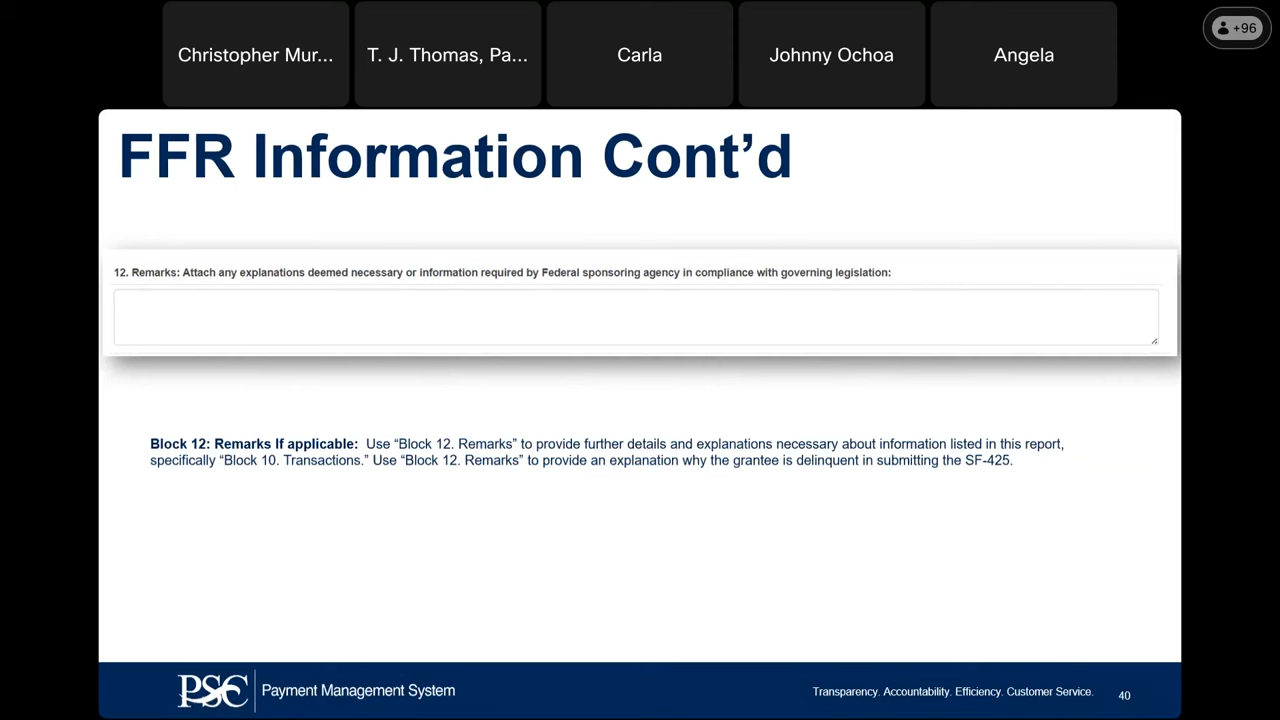 Christopher Mur...
T. J. Thomas, Pa...
Carla
Johnny Ochoa
Angela
+96
FFR Information Cont’d
12. Remarks: Attach any explanations deemed necessary or information required by Federal sponsoring agency in compliance with governing legislation:
Block 12: Remarks If applicable: Use “Block 12. Remarks” to provide further details and explanations necessary about information listed in this report,
specifically “Block 10. Transactions.” Use “Block 12. Remarks” to provide an explanation why the grantee is delinquent in submitting the SF-425.
PSC Payment Management System
Transparency. Accountability. Efficiency. Customer Service.
40